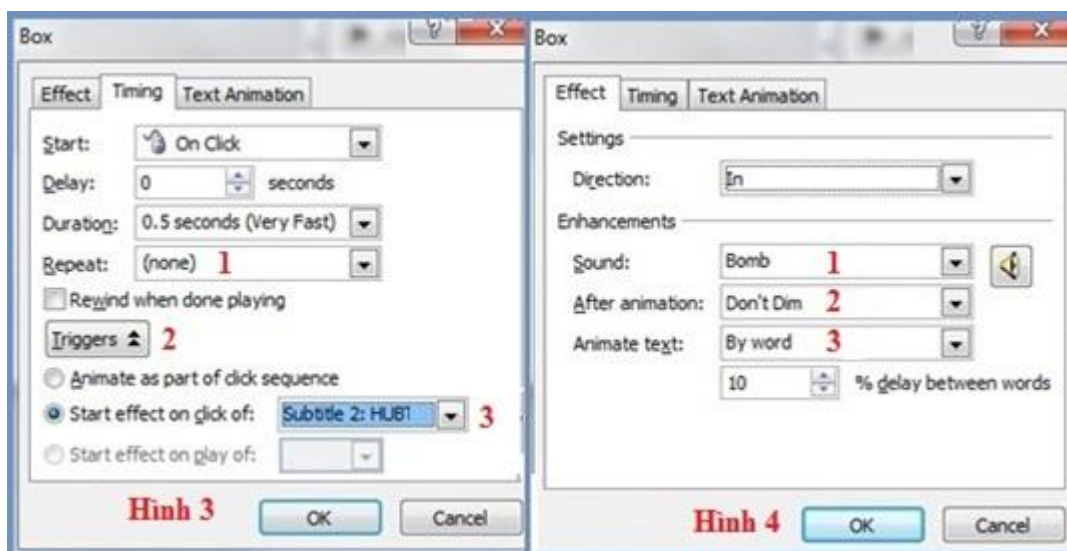 Box
Effect Timing Text Animation
Start: On Click
Delay: 0 seconds
Duration: 0.5 seconds (Very Fast)
Repeat: (none) 1
Rewind when done playing
Triggers 2
Animate as part of click sequence
Start effect on click of: Subtitle 2: HUBT 3
Start effect on play of:
Hình 3 OK Cancel
Box
Effect Timing Text Animation
Settings
Direction: In
Enhancements
Sound: Bomb 1
After animation: Don't Dim 2
Animate text: By word 3
10 % delay between words
Hình 4 OK Cancel